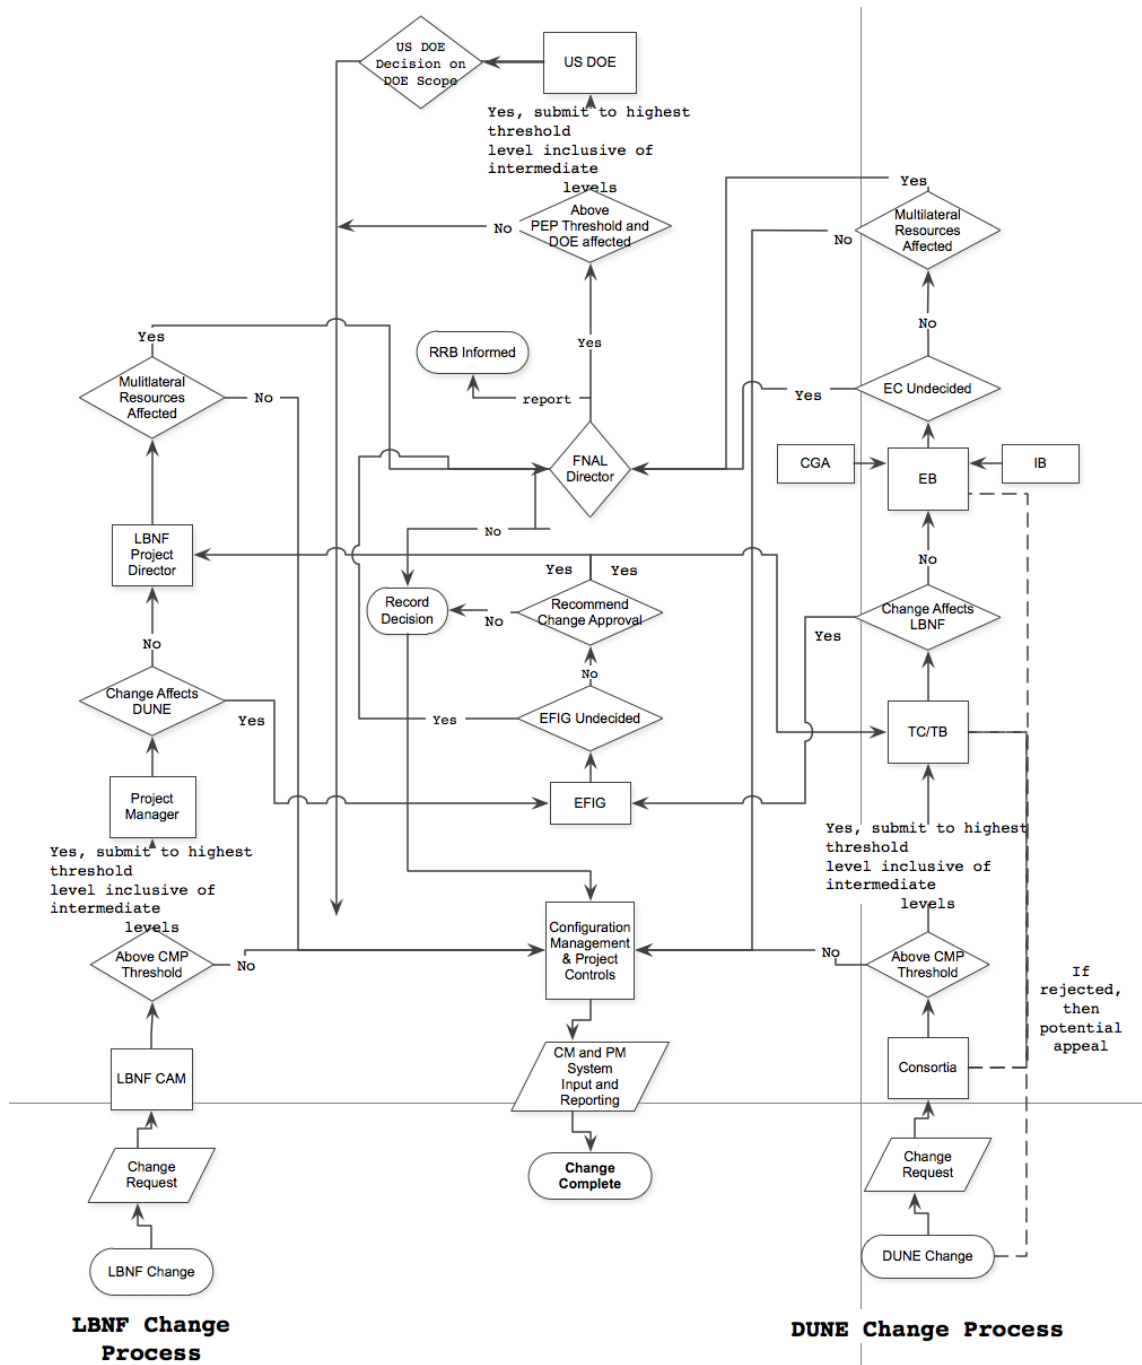 US DOE
Decision on
DOE Scope
US DOE
Yes, submit to highest
threshold
level inclusive of
intermediate
levels
Above
PEP Threshold and
DOE affected
No
Yes
Multilateral
Resources
Affected
No
No
Yes
RRB Informed
report
Yes
Mulitlateral
Resources
Affected
No
EC Undecided
Yes
FNAL
Director
CGA
EB
IB
No
LBNF
Project
Director
No
Yes
Yes
Record
Decision
No
Recommend
Change Approval
Change Affects
LBNF
Yes
No
No
Change Affects
DUNE
Yes
Yes
EFIG Undecided
TC/TB
Project
Manager
EFIG
Yes, submit to highest
threshold
level inclusive of
intermediate
levels
Yes, submit to highest
threshold
level inclusive of
intermediate
levels
Above CMP
Threshold
No
Configuration
Management
& Project
Controls
No
Above CMP
Threshold
If
rejected,
then
potential
appeal
LBNF CAM
CM and PM
System
Input and
Reporting
Consortia
Change
Request
Change
Complete
Change
Request
LBNF Change
DUNE Change
LBNF Change
Process
DUNE Change Process